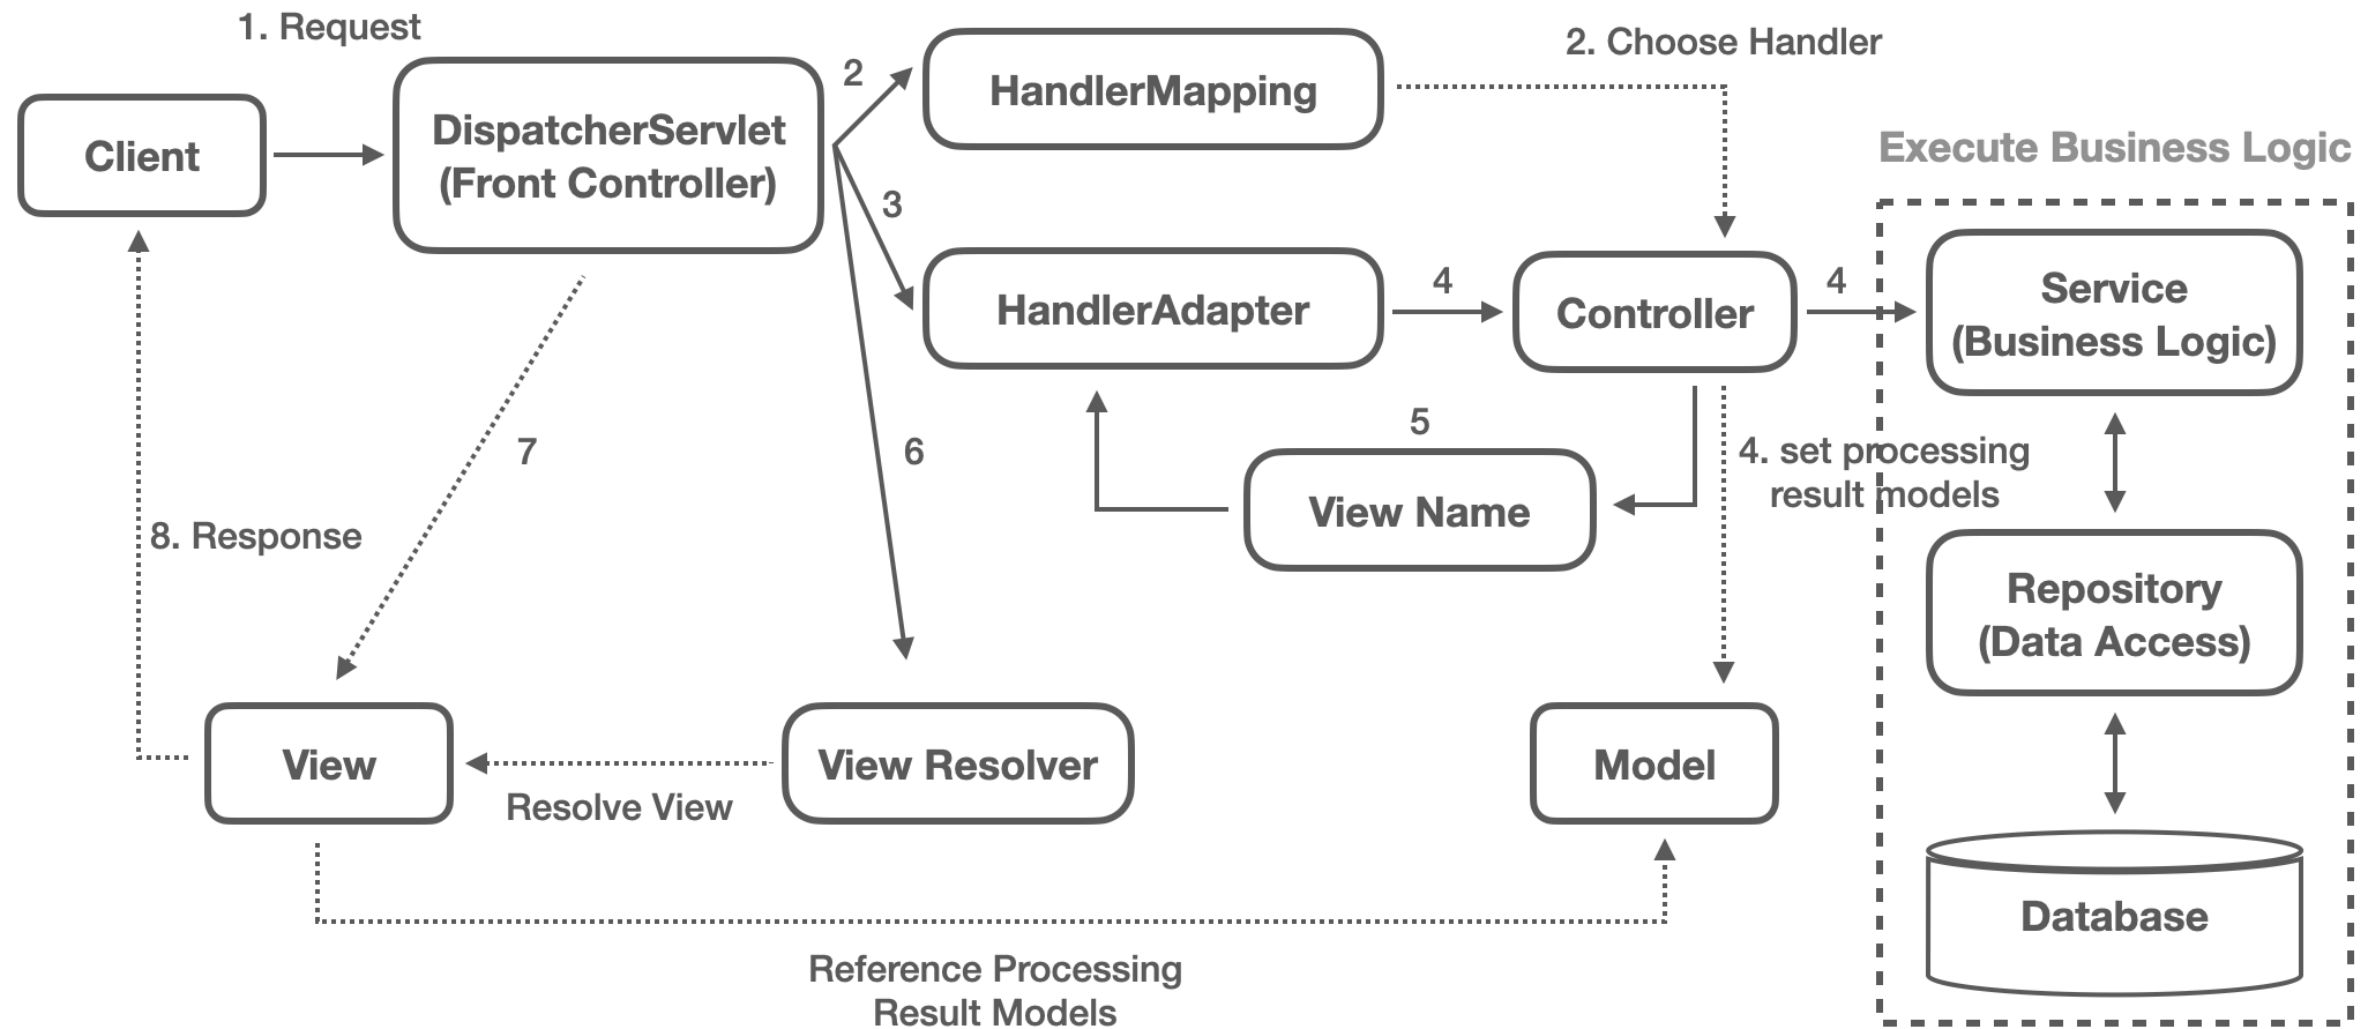 1. Request
Client
DispatcherServlet
(Front Controller)
2
HandlerMapping
2. Choose Handler
3
HandlerAdapter
4
Controller
4
Execute Business Logic
Service
(Business Logic)
5
View Name
4. set processing
result models
6
7
8. Response
Repository
(Data Access)
View
Resolve View
View Resolver
Model
Database
Reference Processing
Result Models